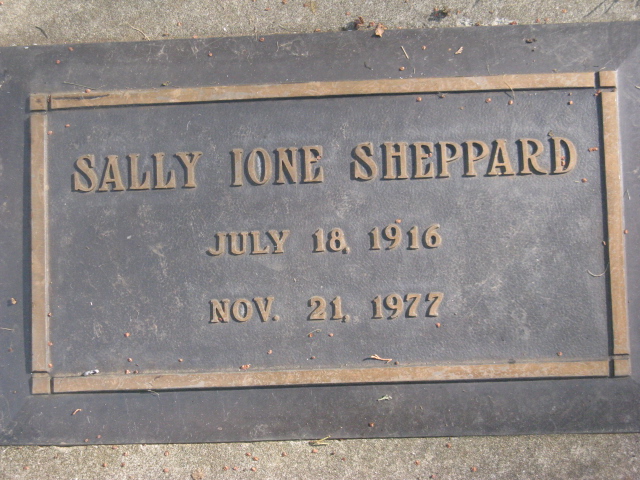 SALLY IONE SHEPPARD
JULY 18, 1916
NOV. 21, 1977